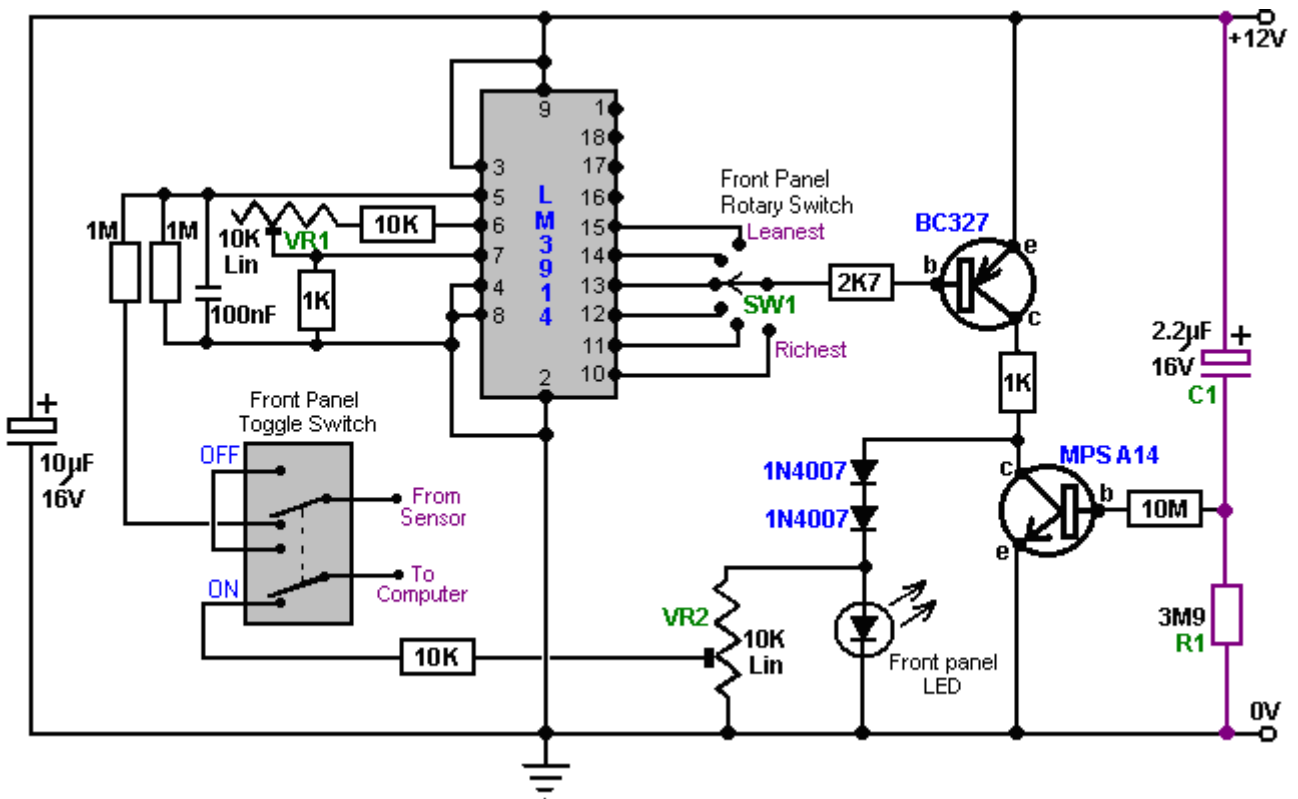 +12V
9
1
18
17
16
15
14
13
12
11
10
3
5
6
7
4
8
2
L
M
3
9
1
4
Front Panel
Rotary Switch
Leanest
SW1
Richest
BC327
b
e
c
2K7
1M
1M
10K
Lin
VR1
10K
1K
100nF
1K
2.2µF
16V
+
C1
+
10µF
16V
Front Panel
Toggle Switch
OFF
From
Sensor
ON
To
Computer
1N4007
1N4007
MPS A14
c
b
e
10M
VR2
10K
Lin
10K
Front panel
LED
3M9
R1
0V